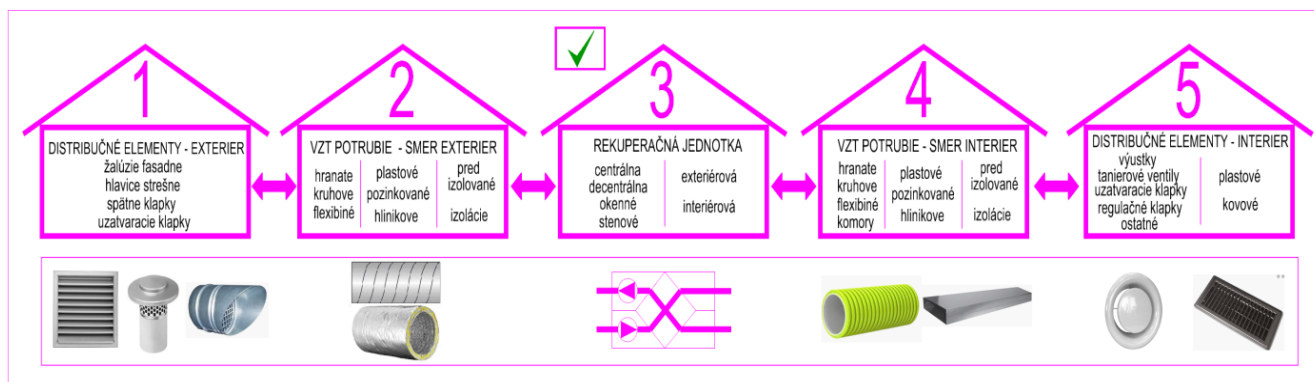 1
DISTRIBUČNÉ ELEMENTY - EXTERIER
žalúzie fasadne
hlavice strešne
spätne klapky
uzatvaracie klapky
2
VZT POTRUBIE - SMER EXTERIER
hranate
kruhove
flexibiné
plastové
pozinkované
hlinikove
pred
izolované
izolácie
3
REKUPERAČNÁ JEDNOTKA
centrálna
decentrálna
okenné
stenové
exteriérová
interiérová
4
VZT POTRUBIE - SMER INTERIER
hranate
kruhove
flexibiné
komory
plastové
pozinkované
hlinikove
pred
izolované
izolácie
5
DISTRIBUČNÉ ELEMENTY - INTERIER
výustky
tanierové ventily
uzatvaracie klapky
regulačné klapky
ostatné
plastové
kovové